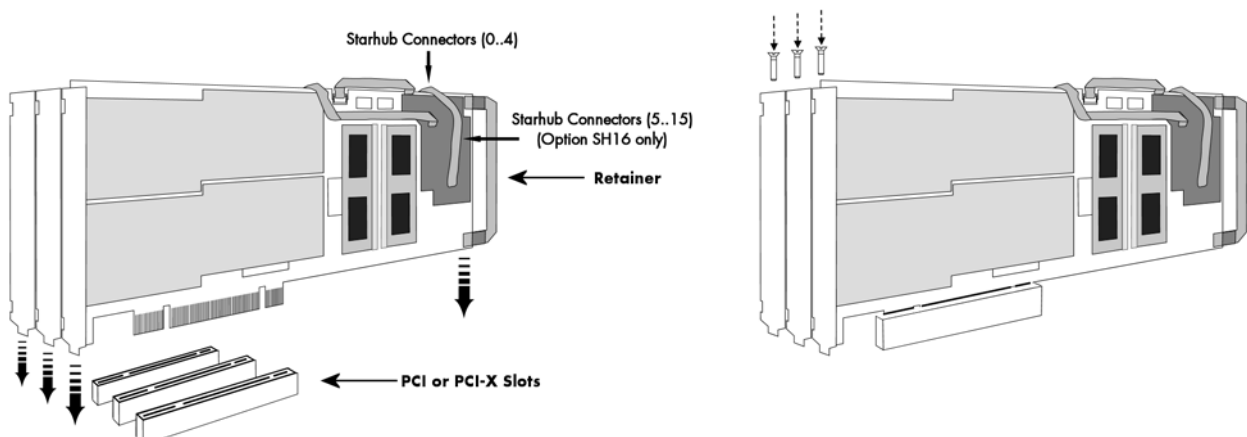 Starhub Connectors (0..4)
Starhub Connectors (5..15)
(Option SH16 only)
Retainer
PCI or PCI-X Slots